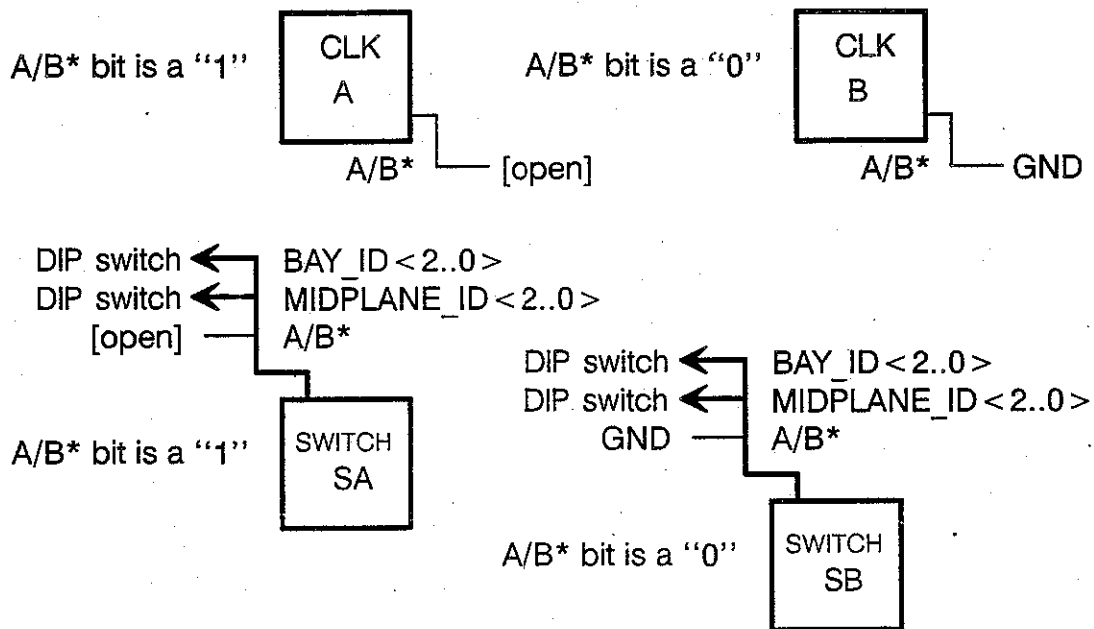 A/B* bit is a “1”
CLK
A
A/B*
[open]
A/B* bit is a “0”
CLK
B
A/B*
GND
DIP switch
BAY_ID<2..0>
DIP switch
MIDPLANE_ID<2..0>
[open]
A/B*
A/B* bit is a “1”
SWITCH
SA
DIP switch
BAY_ID<2..0>
DIP switch
MIDPLANE_ID<2..0>
GND
A/B*
A/B* bit is a “0”
SWITCH
SB